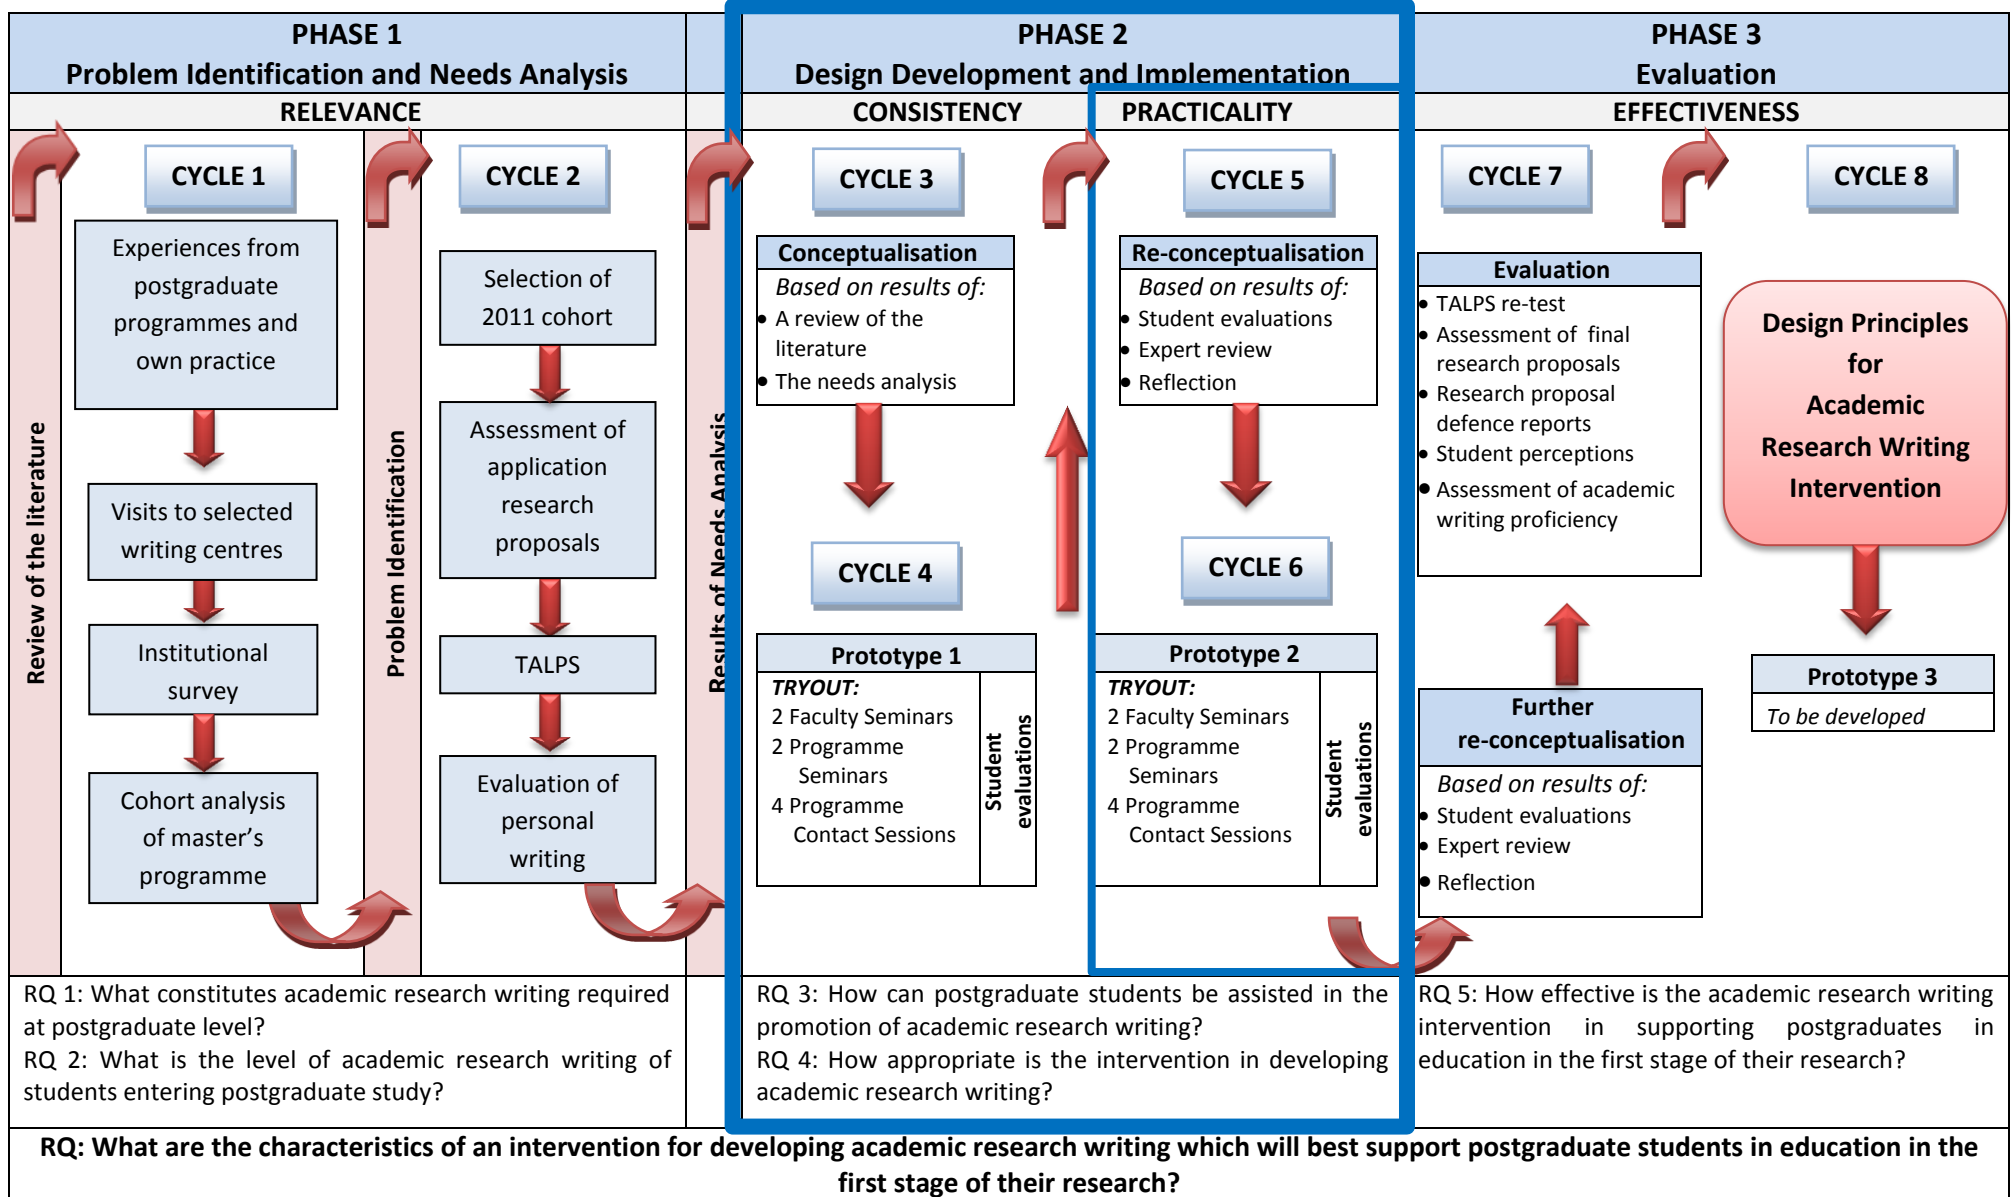 PHASE 1
Problem Identification and Needs Analysis
RELEVANCE
Review of the literature
CYCLE 1
Experiences from
postgraduate
programmes and
own practice
Visits to selected
writing centres
Institutional
survey
Cohort analysis
of master's
programme
Problem Identification
CYCLE 2
Selection of
2011 cohort
Assessment of
application
research
proposals
TALPS
Evaluation of
personal
writing
Results of Needs Analysis
RQ 1: What constitutes academic research writing required
at postgraduate level?
RQ 2: What is the level of academic research writing of
students entering postgraduate study?
PHASE 2
Design Development and Implementation
CONSISTENCY
PRACTICALITY
CYCLE 3
Conceptualisation
Based on results of:
• A review of the
literature
• The needs analysis
CYCLE 4
Prototype 1
TRYOUT:
2 Faculty Seminars
2 Programme
Seminars
4 Programme
Contact Sessions
Student
evaluations
CYCLE 5
Re-conceptualisation
Based on results of:
• Student evaluations
• Expert review
• Reflection
CYCLE 6
Prototype 2
TRYOUT:
2 Faculty Seminars
2 Programme
Seminars
4 Programme
Contact Sessions
Student
evaluations
RQ 3: How can postgraduate students be assisted in the
promotion of academic research writing?
RQ 4: How appropriate is the intervention in developing
academic research writing?
PHASE 3
Evaluation
EFFECTIVENESS
CYCLE 7
Evaluation
• TALPS re-test
• Assessment of final
research proposals
• Research proposal
defence reports
• Student perceptions
• Assessment of academic
writing proficiency
Further
re-conceptualisation
Based on results of:
• Student evaluations
• Expert review
• Reflection
CYCLE 8
Design Principles
for
Academic
Research Writing
Intervention
Prototype 3
To be developed
RQ 5: How effective is the academic research writing
intervention in supporting postgraduates in
education in the first stage of their research?
RQ: What are the characteristics of an intervention for developing academic research writing which will best support postgraduate students in education in the
first stage of their research?